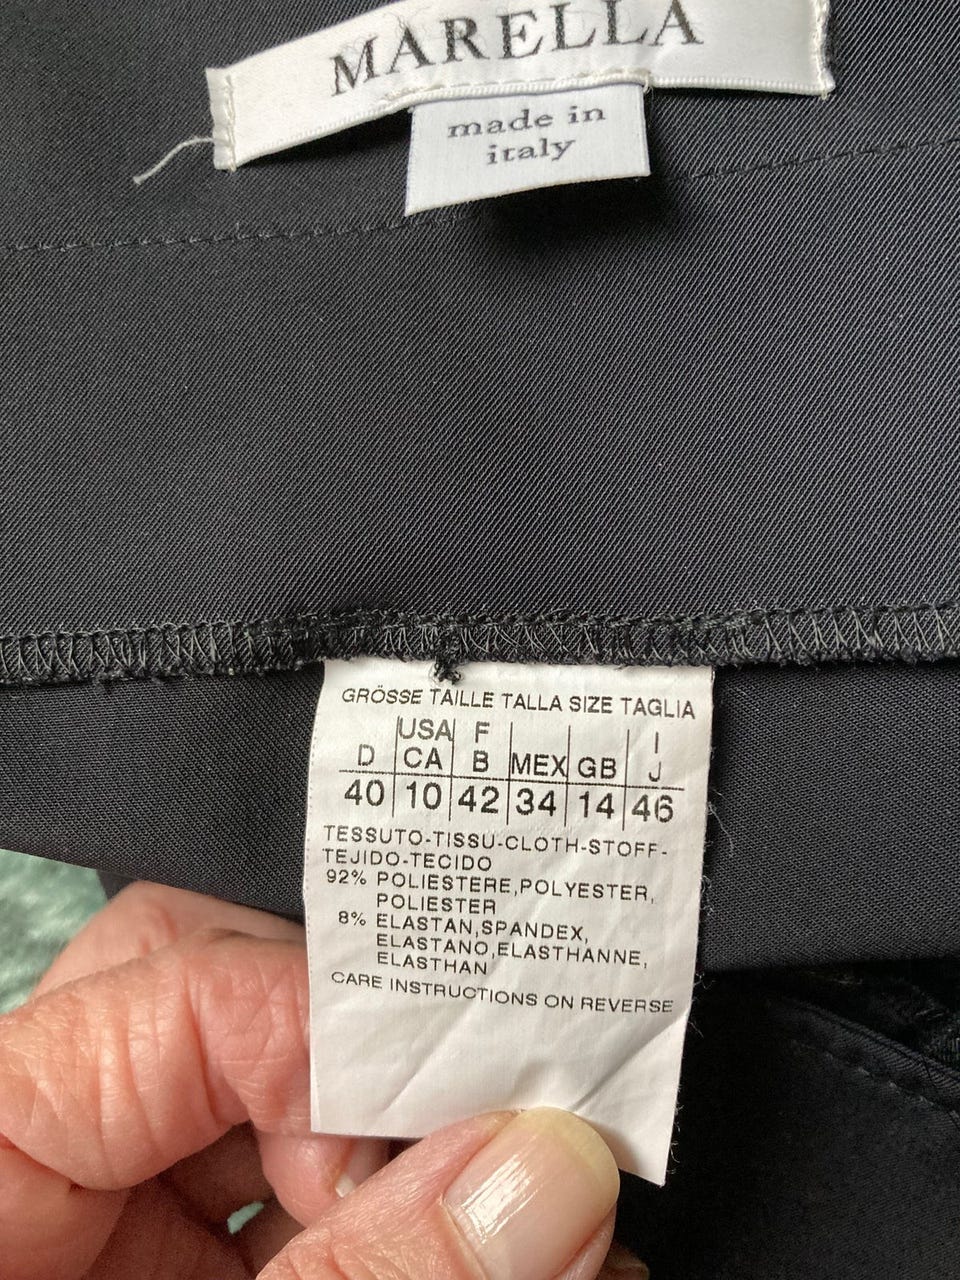 MARELLA
made in
italy
GRÖSSE TAILLE TALLA SIZE TAGLIA
USA F I
D CA B MEX GB J
40 10 42 34 14 46
TESSUTO-TISSU-CLOTH-STOFF-
TEJIDO-TECIDO
92% POLIESTERE,POLYESTER,
POLIESTER
8% ELASTAN,SPANDEX,
ELASTANO,ELASTHANNE,
ELASTHAN
CARE INSTRUCTIONS ON REVERSE